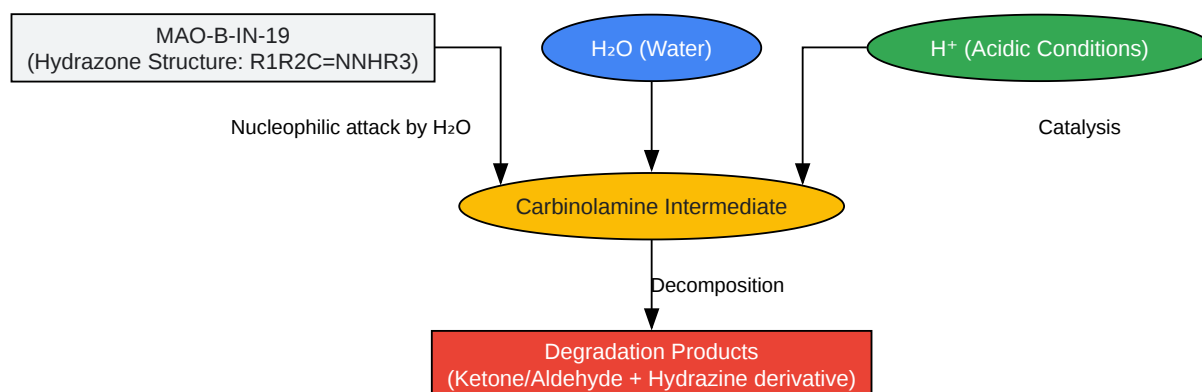 MAO-B-IN-19
(Hydrazone Structure: R1R2C=NNHR3)
H₂O (Water)
H⁺ (Acidic Conditions)
Nucleophilic attack by H₂O
Catalysis
Carbinolamine Intermediate
Decomposition
Degradation Products
(Ketone/Aldehyde + Hydrazine derivative)